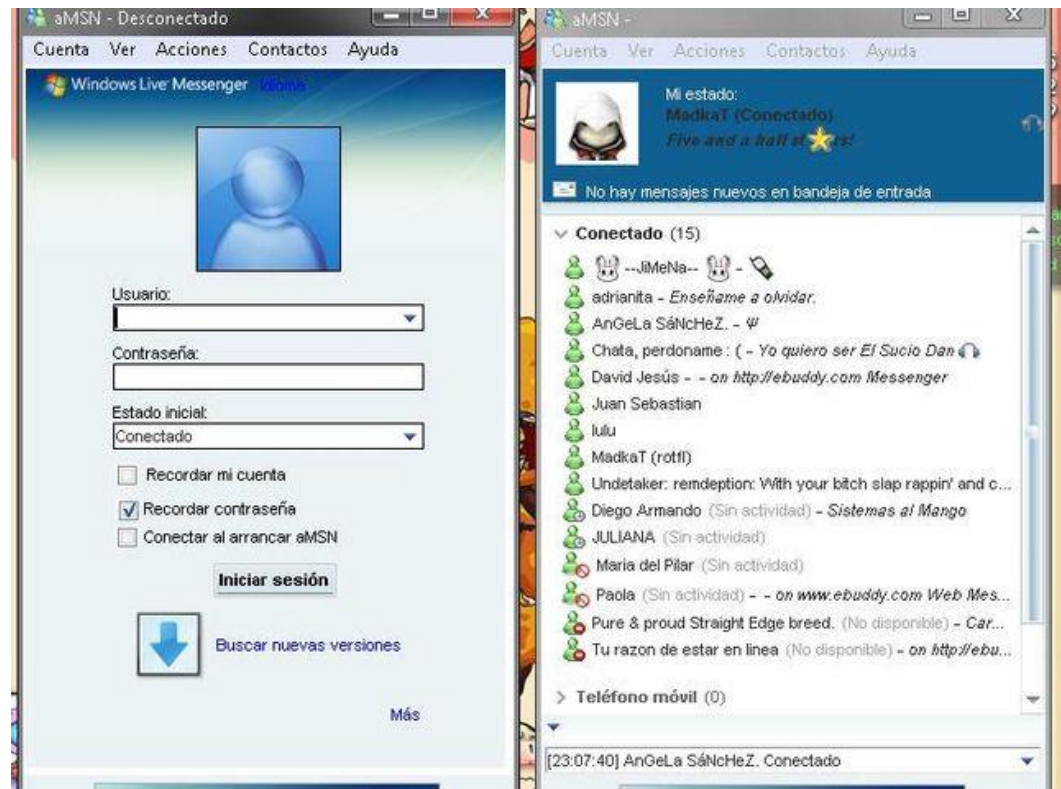 aMSN - Desconectado
Cuenta Ver Acciones Contactos Ayuda
Windows Live Messenger Idioma
Usuario:
Contraseña:
Estado inicial:
Conectado
Recordar mi cuenta
Recordar contraseña
Conectar al arrancar aMSN
Iniciar sesión
Buscar nuevas versiones
Más
aMSN -
Cuenta Ver Acciones Contactos Ayuda
Mi estado:
MadkaT (Conectado)
Five and a half st rs!
No hay mensajes nuevos en bandeja de entrada
Conectado (15)
--JiMeNa-- -
adrianita - Enseñame a olvidar.
AnGeLa SáNcHeZ. - Ψ
Chata, perdoname : ( - Yo quiero ser El Sucio Dan
David Jesús - - on http://ebuddy.com Messenger
Juan Sebastian
lulu
MadkaT (rotfl)
Undetaker: remdeption: With your bitch slap rappin' and c...
Diego Armando (Sin actividad) - Sistemas al Mango
JULIANA (Sin actividad)
Maria del Pilar (Sin actividad)
Paola (Sin actividad) - - on www.ebuddy.com Web Mes...
Pure & proud Straight Edge breed. (No disponible) - Car...
Tu razon de estar en linea (No disponible) - on http://ebu...
Teléfono móvil (0)
[23:07:40] AnGeLa SáNcHeZ. Conectado